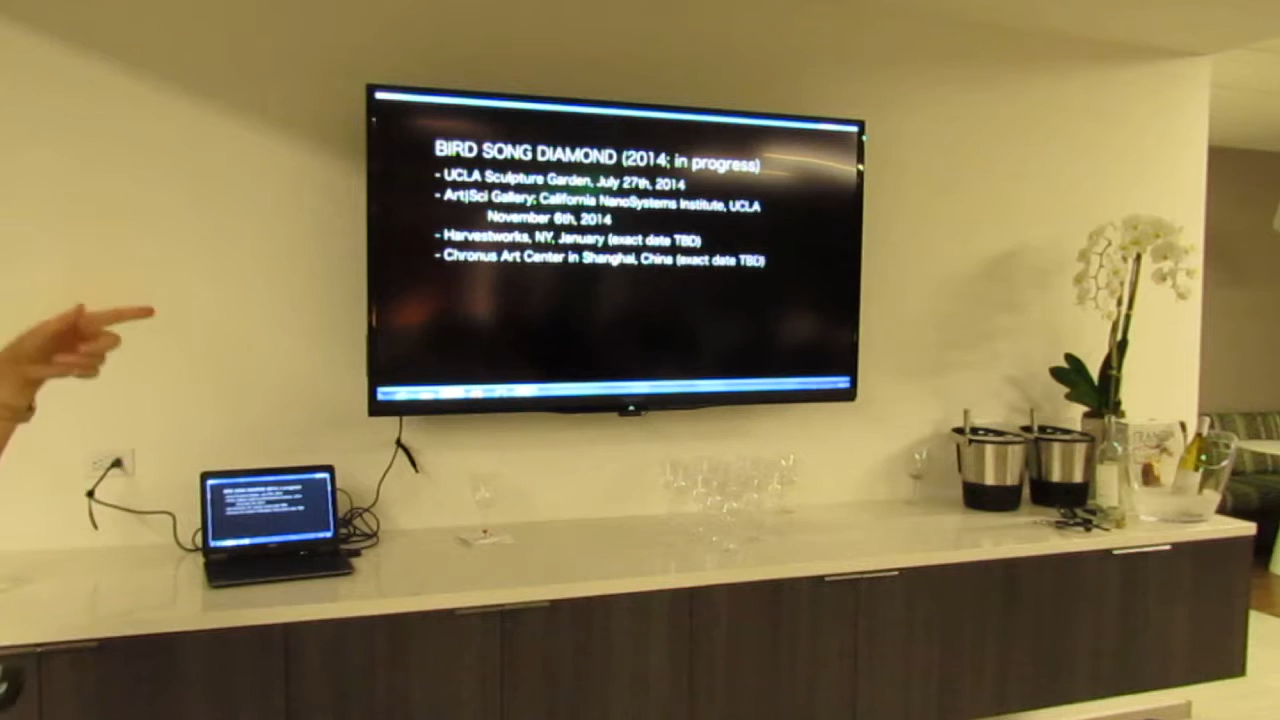 BIRD SONG DIAMOND (2014; in progress)
- UCLA Sculpture Garden, July 27th, 2014
- Art|Sci Gallery; California NanoSystems Institute, UCLA
November 6th, 2014
- Harvestworks, NY, January (exact date TBD)
- Chronus Art Center in Shanghai, China (exact date TBD)